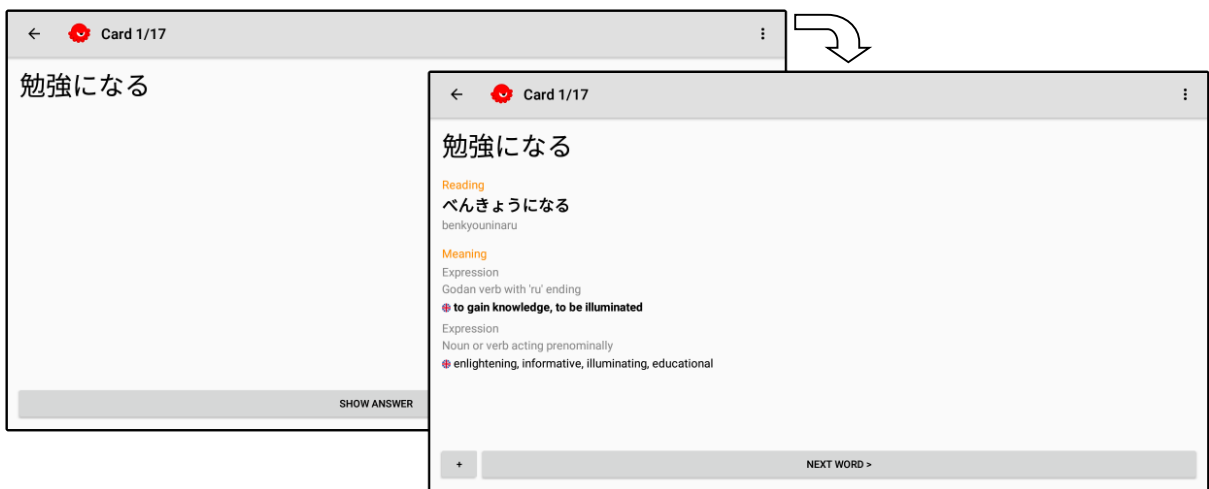 Card 1/17
勉強になる
SHOW ANSWER
Card 1/17
勉強になる
Reading
べんきょうになる
benkyouninaru
Meaning
Expression
Godan verb with 'ru' ending
to gain knowledge, to be illuminated
Expression
Noun or verb acting prenominally
enlightening, informative, illuminating, educational
+
NEXT WORD >